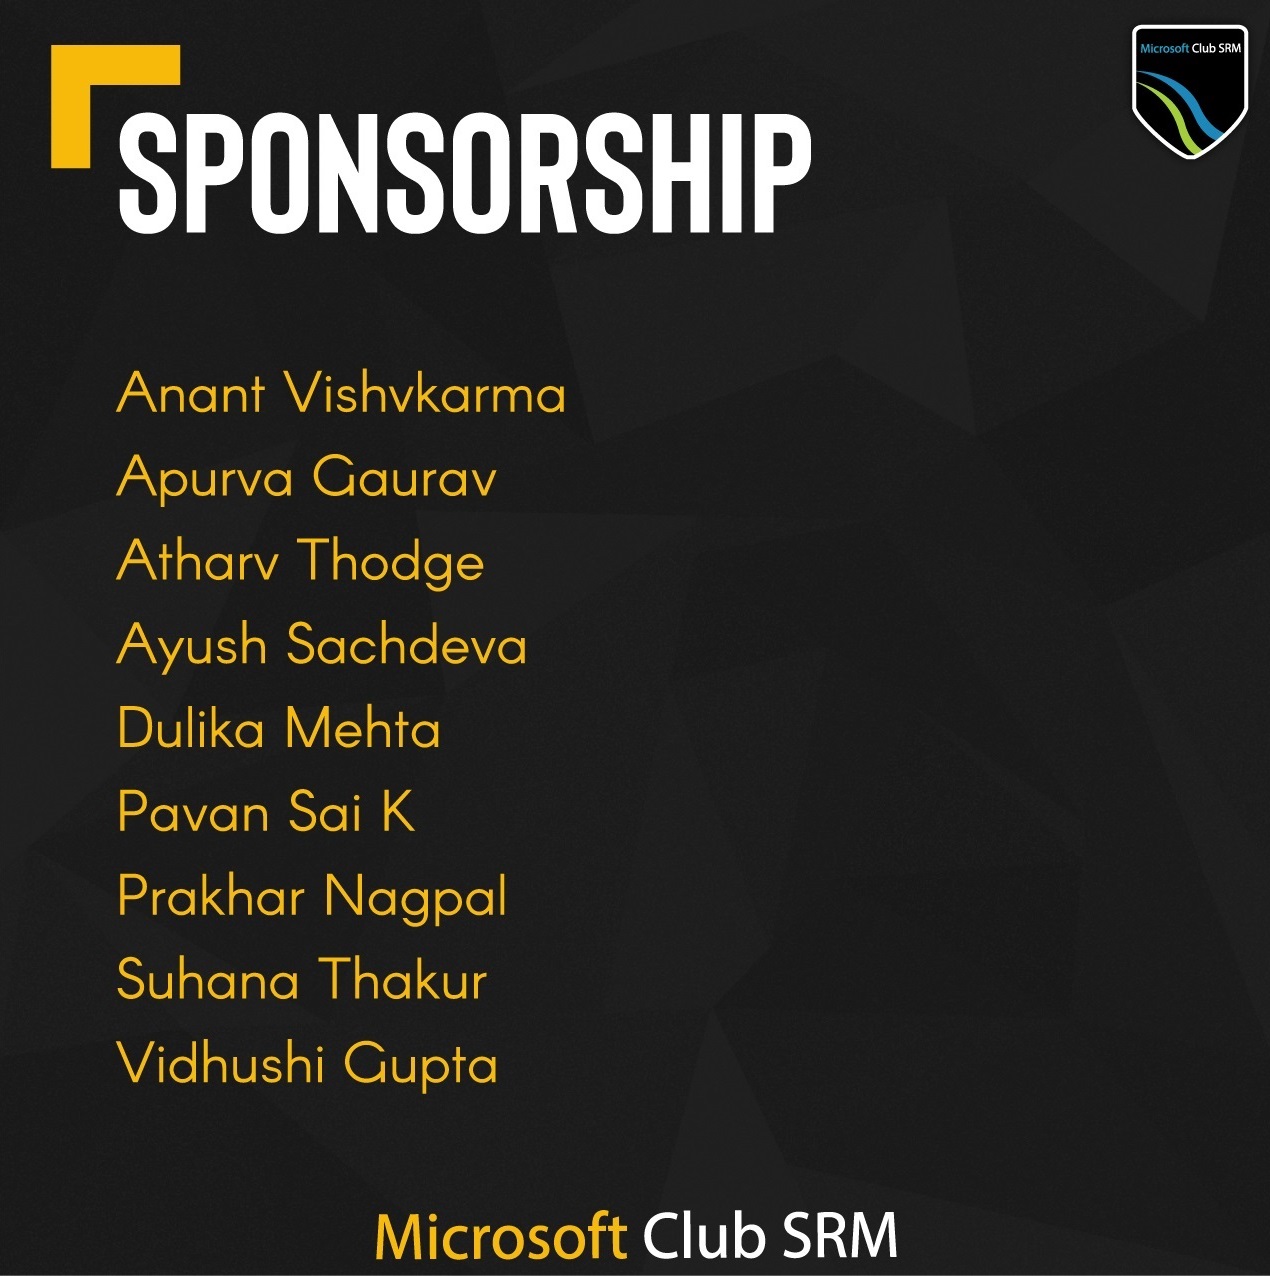 Microsoft Club SRM
SPONSORSHIP
Anant Vishvkarma
Apurva Gaurav
Atharv Thodge
Ayush Sachdeva
Dulika Mehta
Pavan Sai K
Prakhar Nagpal
Suhana Thakur
Vidhushi Gupta
Microsoft Club SRM